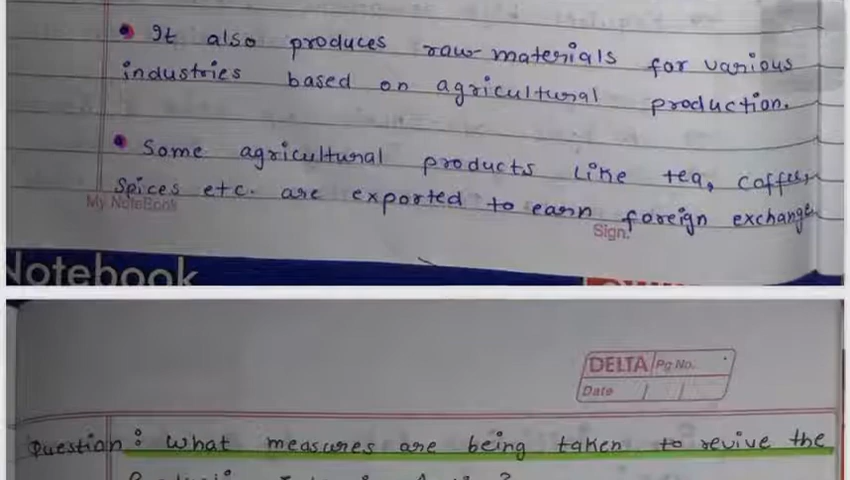 • It also produces raw materials for various
industries based on agricultural production.
• Some agricultural products like tea, coffee,
spices etc. are exported to earn foreign exchange
My NoteBook
Sign.
Notebook
DELTA Pg No.
Date
Question: What measures are being taken to revive the